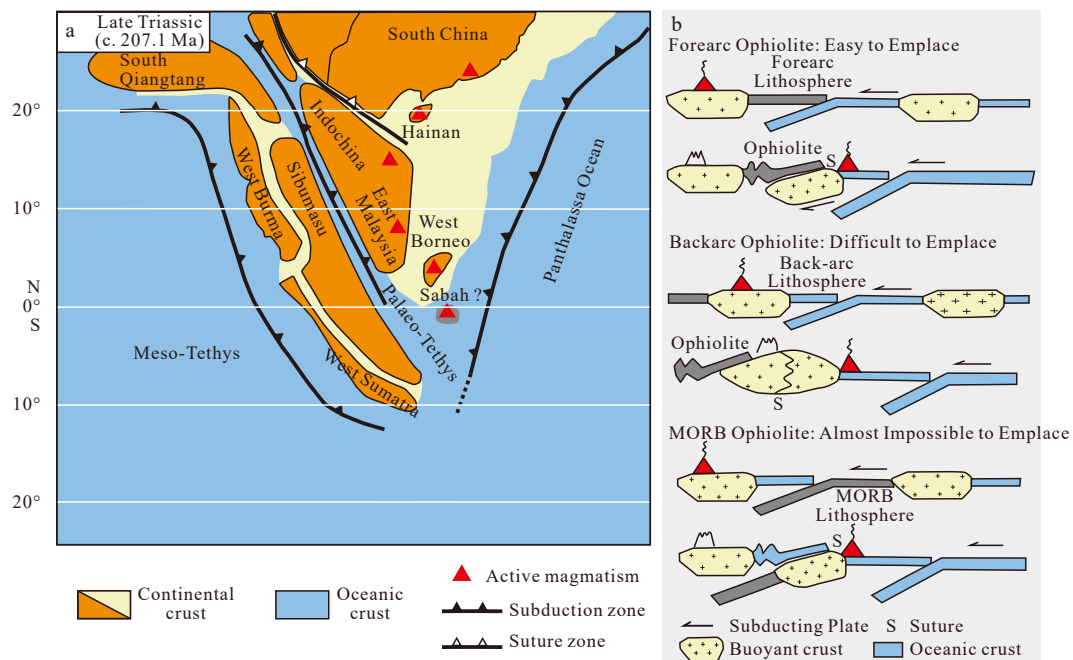 a
Late Triassic
(c. 207.1 Ma)
South China
South
Qiangtang
20°
Hainan
Indochina
West Burma
Sibumasu
East
Malaysia
Panthalassa Ocean
10°
West
Borneo
Sabah ?
N
0°
S
Palaeo-Tethys
Meso-Tethys
West Sumatra
10°
20°
Continental
crust
Oceanic
crust
Active magmatism
Subduction zone
Suture zone
b
Forearc Ophiolite: Easy to Emplace
Forearc
Lithosphere
Ophiolite
S
Backarc Ophiolite: Difficult to Emplace
Back-arc
Lithosphere
Ophiolite
S
MORB Ophiolite: Almost Impossible to Emplace
MORB
Lithosphere
S
Subducting Plate
S Suture
Buoyant crust
Oceanic crust